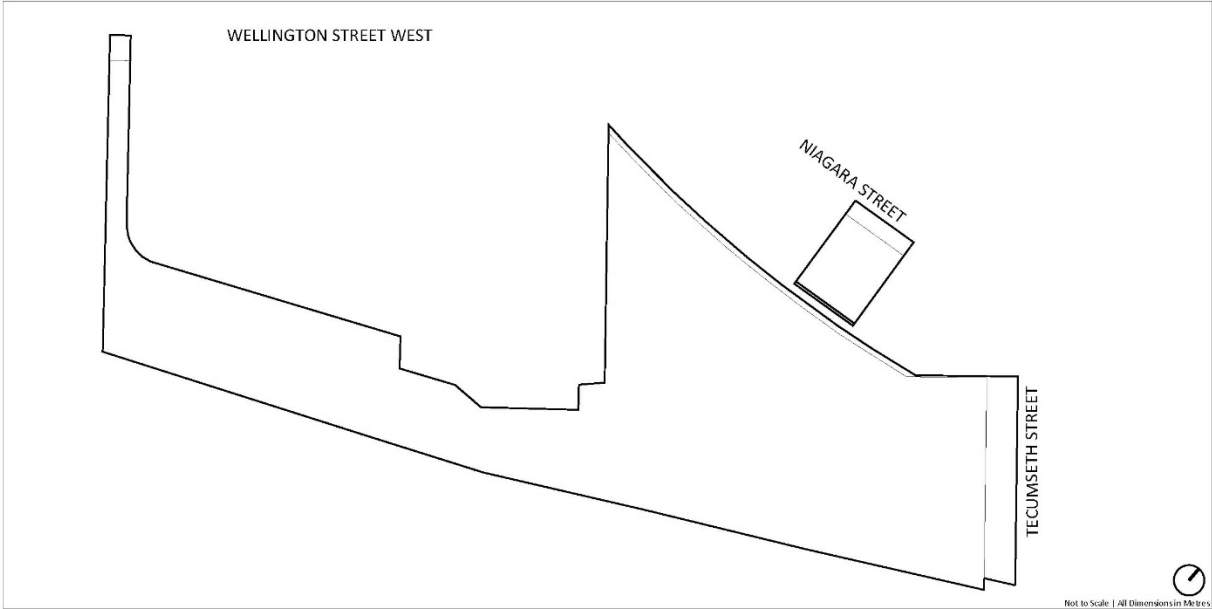 WELLINGTON STREET WEST
NIAGARA STREET
TECUMSETH STREET
Not to Scale | All Dimensions in Metres